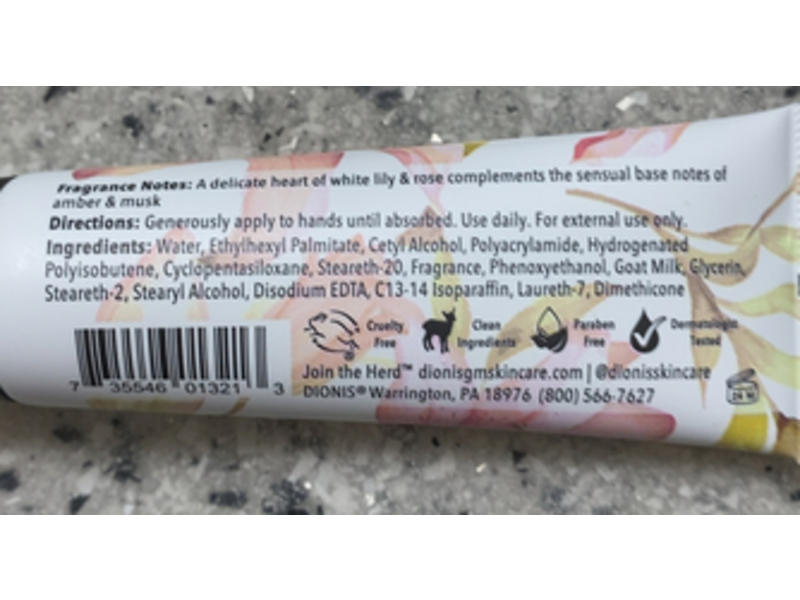 Fragrance Notes: A delicate heart of white lily & rose complements the sensual base notes of
amber & musk
Directions: Generously apply to hands until absorbed. Use daily. For external use only.
Ingredients: Water, Ethylhexyl Palmitate, Cetyl Alcohol, Polyacrylamide, Hydrogenated
Polyisobutene, Cyclopentasiloxane, Steareth-20, Fragrance, Phenoxyethanol, Goat Milk, Glycerin,
Steareth-2, Stearyl Alcohol, Disodium EDTA, C13-14 Isoparaffin, Laureth-7, Dimethicone
Cruelty Free
Clean Ingredients
Paraben Free
Dermatologist Tested
Join the Herd™ dionisgmskincare.com | @dionisskincare
DIONIS® Warrington, PA 18976 (800) 566-7627
7 35546 01321 3